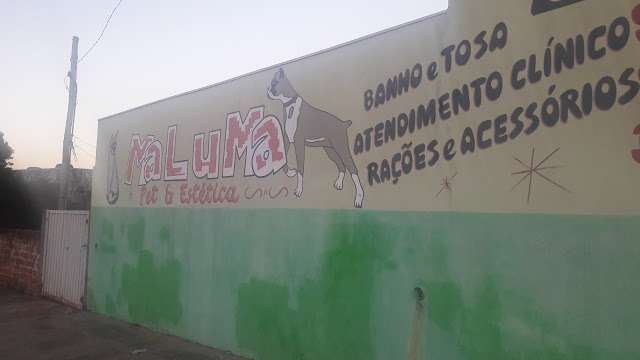 MaLuMa
Pet & Estética
BANHO e TOSA
ATENDIMENTO CLÍNICO
RAÇÕES e ACESSÓRIOS